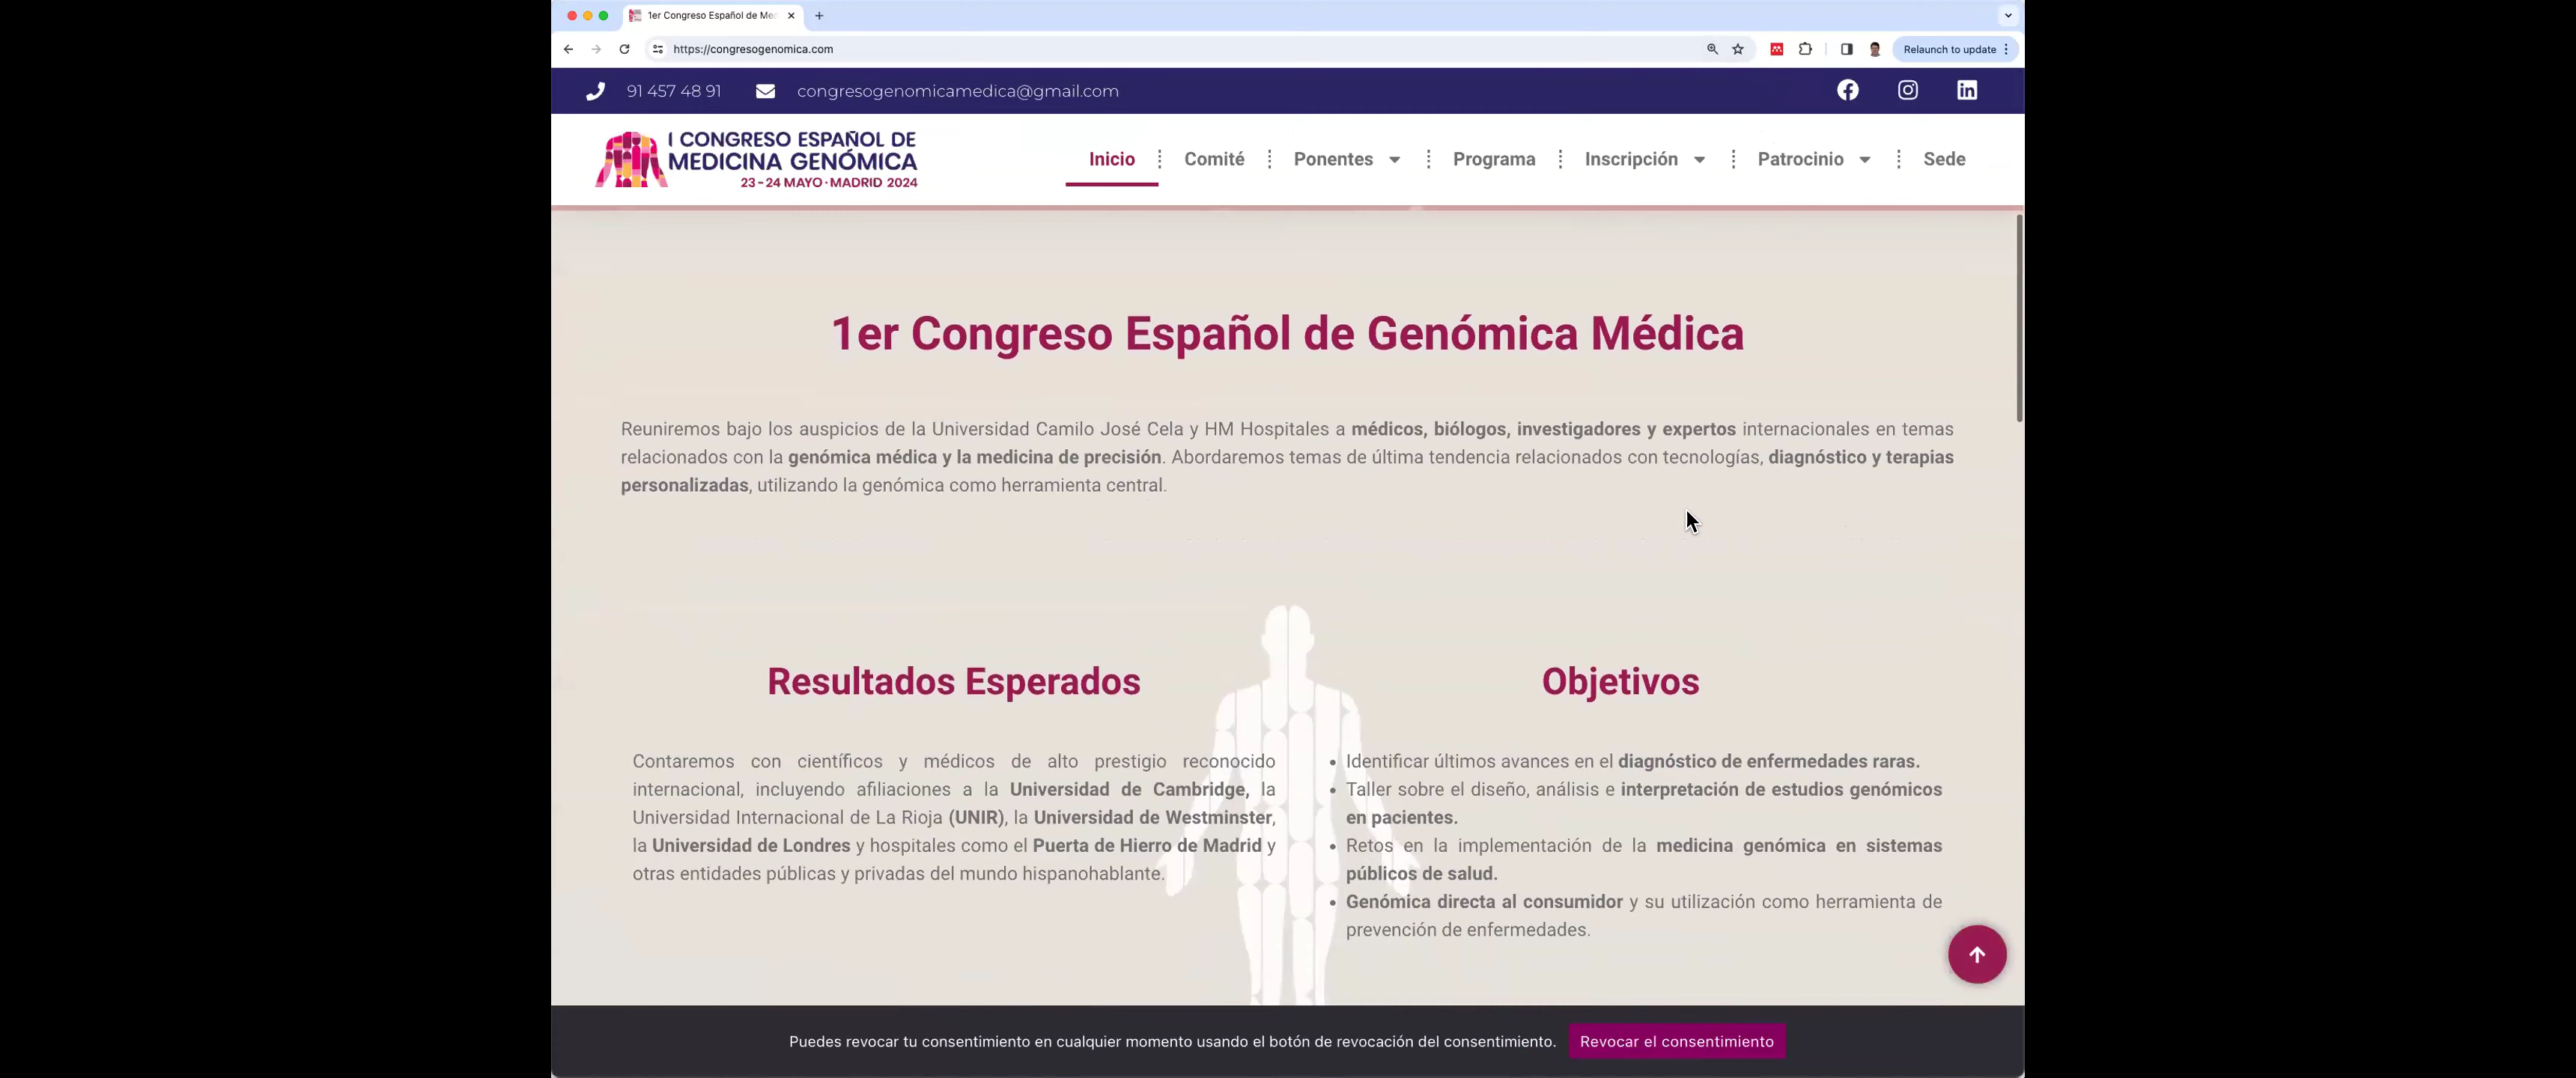 1er Congreso Español de Med
https://congresogenomica.com
Relaunch to update
91 457 48 91
congresogenomicamedica@gmail.com
I CONGRESO ESPAÑOL DE
MEDICINA GENÓMICA
23-24 MAYO·MADRID 2024
Inicio
Comité
Ponentes
Programa
Inscripción
Patrocinio
Sede
1er Congreso Español de Genómica Médica
Reuniremos bajo los auspicios de la Universidad Camilo José Cela y HM Hospitales a médicos, biólogos, investigadores y expertos internacionales en temas
relacionados con la genómica médica y la medicina de precisión. Abordaremos temas de última tendencia relacionados con tecnologías, diagnóstico y terapias
personalizadas, utilizando la genómica como herramienta central.
Resultados Esperados
Contaremos con científicos y médicos de alto prestigio reconocido
internacional, incluyendo afiliaciones a la Universidad de Cambridge, la
Universidad Internacional de La Rioja (UNIR), la Universidad de Westminster,
la Universidad de Londres y hospitales como el Puerta de Hierro de Madrid y
otras entidades públicas y privadas del mundo hispanohablante.
Objetivos
Identificar últimos avances en el diagnóstico de enfermedades raras.
Taller sobre el diseño, análisis e interpretación de estudios genómicos
en pacientes.
Retos en la implementación de la medicina genómica en sistemas
públicos de salud.
Genómica directa al consumidor y su utilización como herramienta de
prevención de enfermedades.
Puedes revocar tu consentimiento en cualquier momento usando el botón de revocación del consentimiento.
Revocar el consentimiento